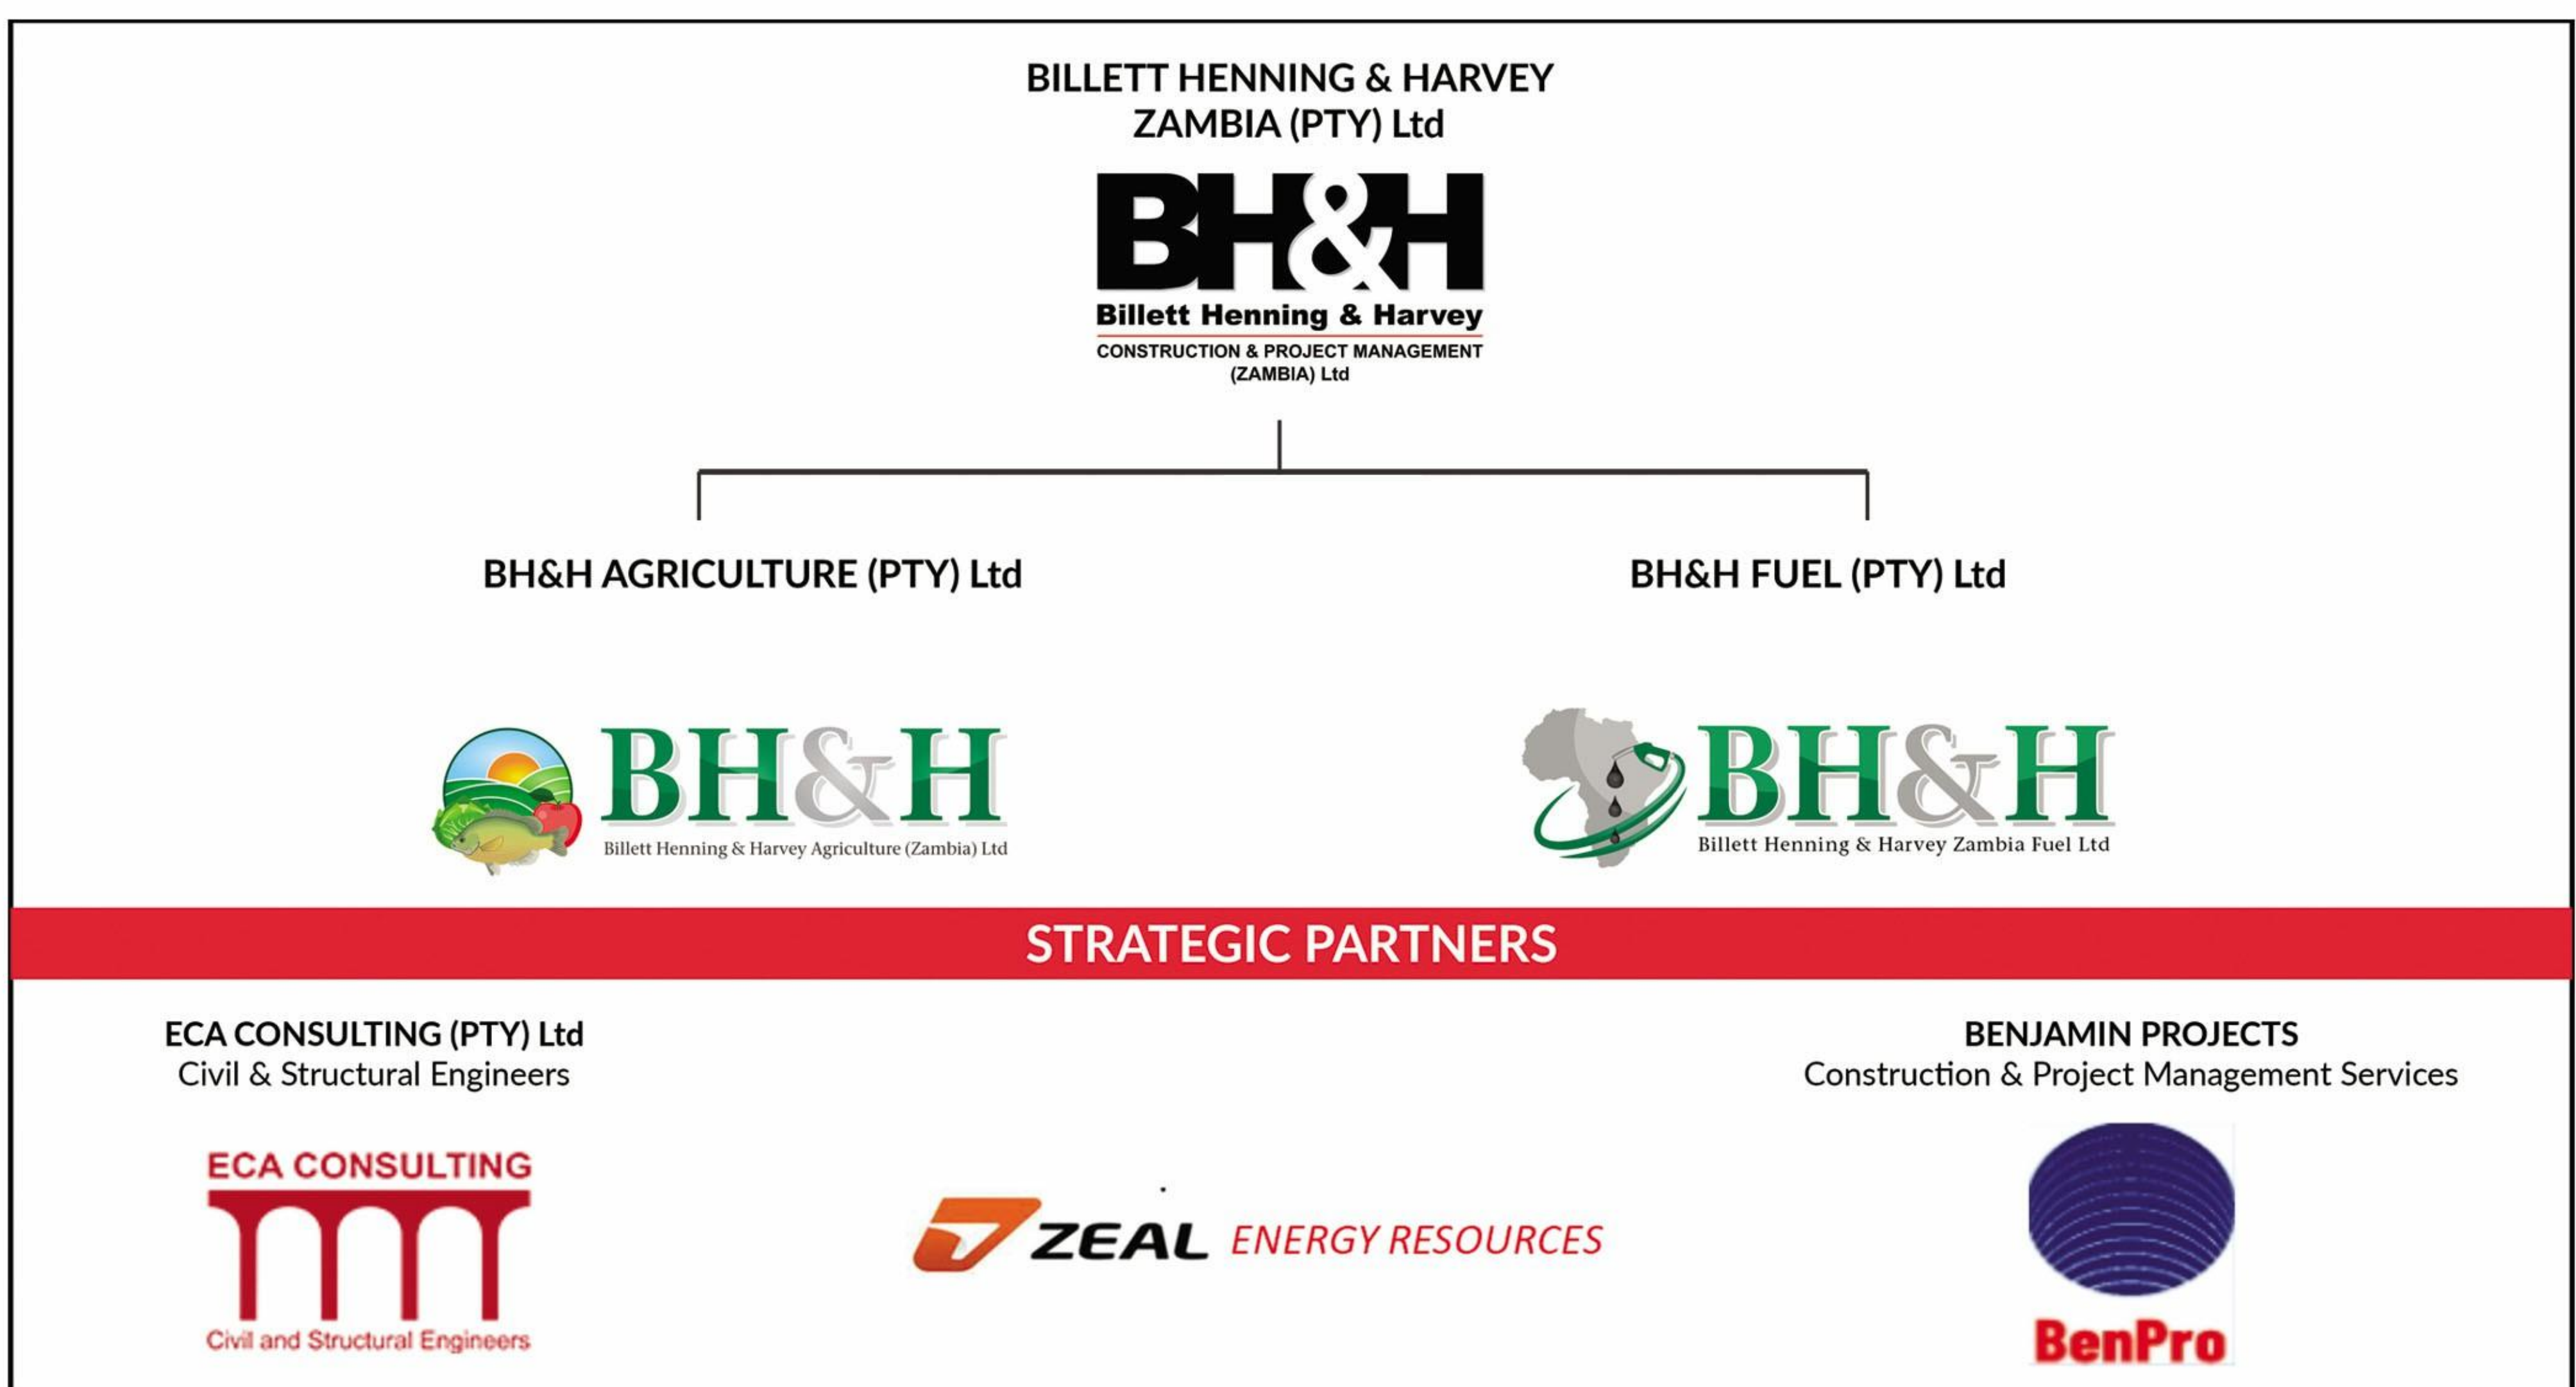 BILLETT HENNING & HARVEY
ZAMBIA (PTY) Ltd
BH&H
Billett Henning & Harvey
CONSTRUCTION & PROJECT MANAGEMENT
(ZAMBIA) Ltd
BH&H AGRICULTURE (PTY) Ltd
BH&H
Billett Henning & Harvey Agriculture (Zambia) Ltd
BH&H FUEL (PTY) Ltd
BH&H
Billett Henning & Harvey Zambia Fuel Ltd
STRATEGIC PARTNERS
ECA CONSULTING (PTY) Ltd
Civil & Structural Engineers
ECA CONSULTING
Civil and Structural Engineers
ZEAL ENERGY RESOURCES
BENJAMIN PROJECTS
Construction & Project Management Services
BenPro